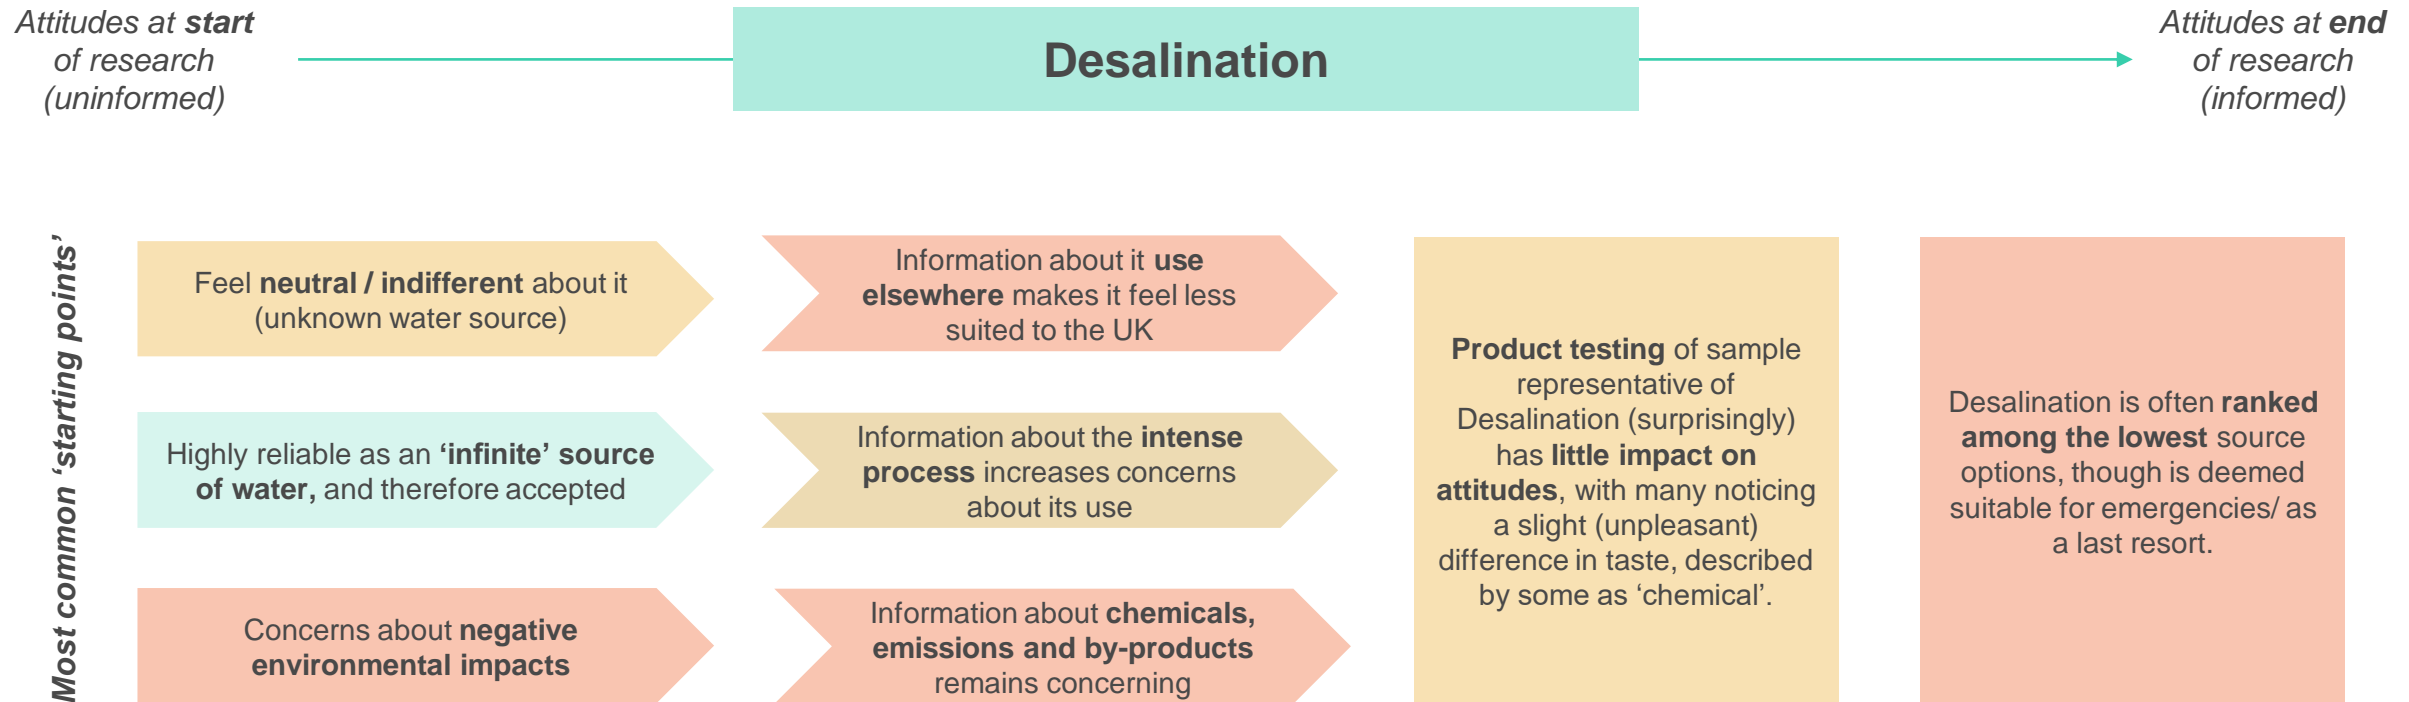 Attitudes at start
of research
(uninformed)
Desalination
Attitudes at end
of research
(informed)
Most common ‘starting points’
Feel neutral / indifferent about it
(unknown water source)
Information about it use
elsewhere makes it feel less
suited to the UK
Highly reliable as an ‘infinite’ source
of water, and therefore accepted
Information about the intense
process increases concerns
about its use
Concerns about negative
environmental impacts
Information about chemicals,
emissions and by-products
remains concerning
Product testing of sample
representative of
Desalination (surprisingly)
has little impact on
attitudes, with many noticing
a slight (unpleasant)
difference in taste, described
by some as ‘chemical’.
Desalination is often ranked
among the lowest source
options, though is deemed
suitable for emergencies/ as
a last resort.